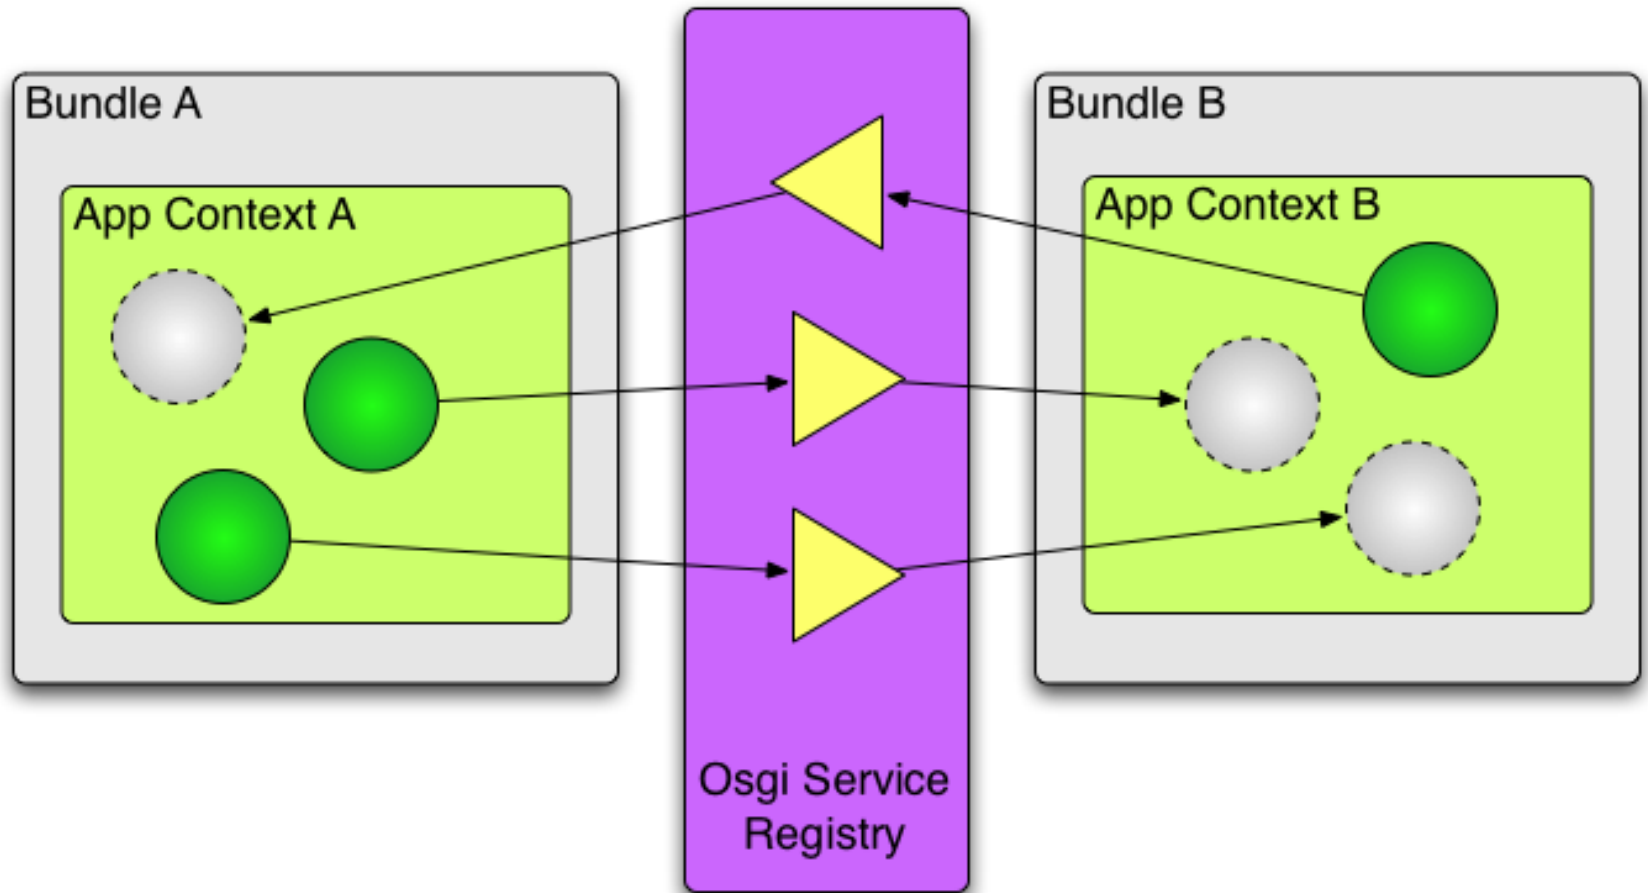 Bundle A
App Context A
Bundle B
App Context B
Osgi Service
Registry